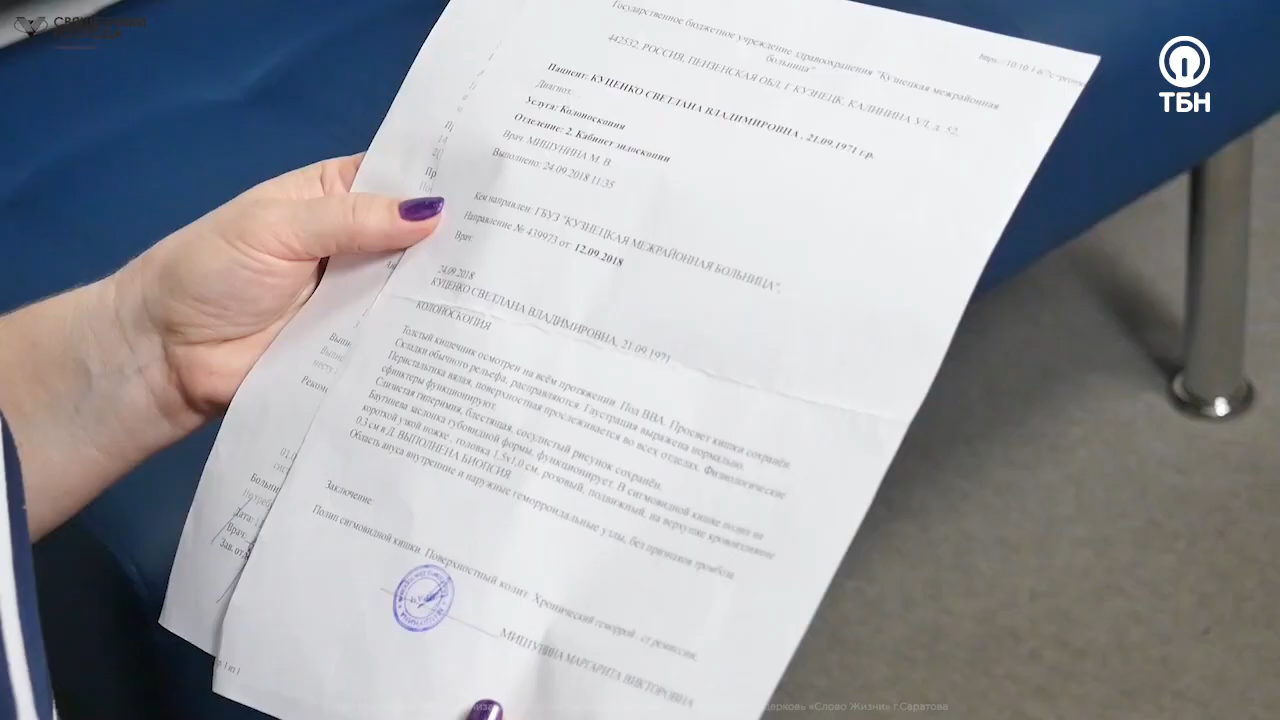 ТБН
Государственное бюджетное учреждение здравоохранения "Кузнецкая межрайонная
больница"
442532, РОССИЯ, ПЕНЗЕНСКАЯ ОБЛ, Г. КУЗНЕЦК, КАЛИНИНА УЛ, д. 52,
Пациент: КУЦЕНКО СВЕТЛАНА ВЛАДИМИРОВНА , 21.09.1971 г.р.
Диагноз:
Услуга: Колоноскопия
Отделение: 2. Кабинет эндоскопии
Врач: МИШУНИНА М. В
Выполнено: 24.09.2018 11:35
Кем направлен: ГБУЗ "КУЗНЕЦКАЯ МЕЖРАЙОННАЯ БОЛЬНИЦА",
Направление № 439973 от 12.09.2018
Врач:
24.09.2018
КУЦЕНКО СВЕТЛАНА ВЛАДИМИРОВНА, 21.09.1971
КОЛОНОСКОПИЯ
Толстый кишечник осмотрен на всём протяжении. Под ВВА. Просвет кишки сохранён.
Складки обычного рельефа, расправляются. Гаустрация выражена нормально.
Перистальтика вялая, поверхностная прослеживается во всех отделах. Физиологические
сфинктеры функционируют.
Слизистая гиперимия, блестящая, сосудистый рисунок сохранён.
Баугинева заслонка губовидной формы, функционирует. В сигмовидной кишке полип на
короткой узкой ножке, головка 1,5х1,0 см, розовый, подвижный, на верхушке
0,3 см в Д. ВЫПОЛНЕНА БИОПСИЯ
Область ануса внутренние и наружные геморроидальные узлы, без признаков тромбоза.
Заключение:
Полип сигмовидной кишки. Поверхностный колит. Хронический геморрой , ст ремиссии.
МИШУНИНА МАРГАРИТА ВИКТОРОВНА
церковь «Слово Жизни» г.Саратова